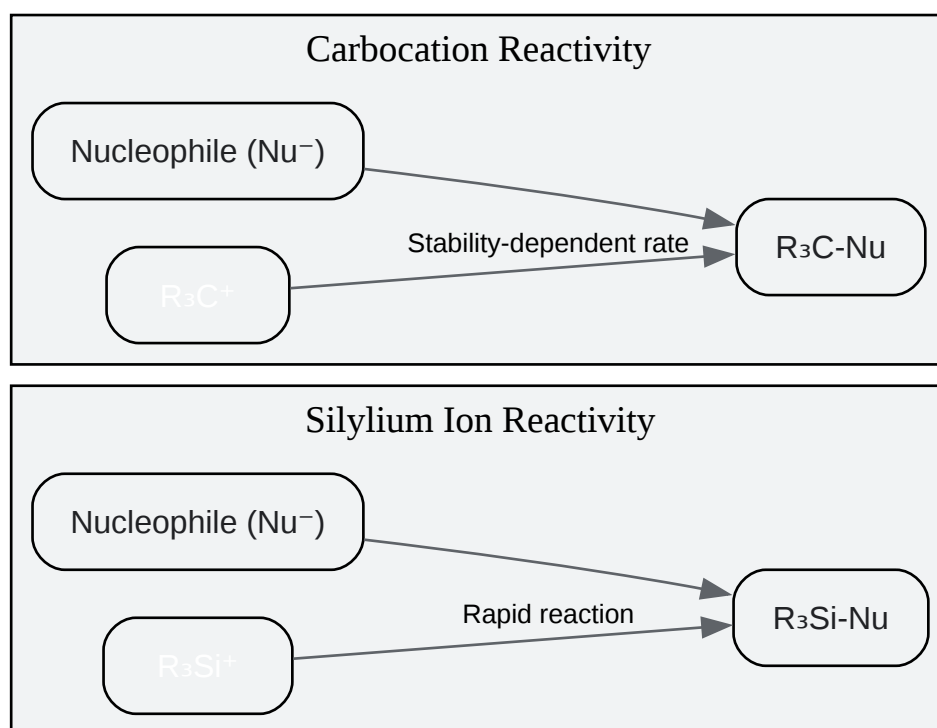 Carbocation Reactivity
Nucleophile (Nu⁻)
Stability-dependent rate
R₃C-Nu
R₃C⁺
Silylium Ion Reactivity
Nucleophile (Nu⁻)
Rapid reaction
R₃Si-Nu
R₃Si⁺